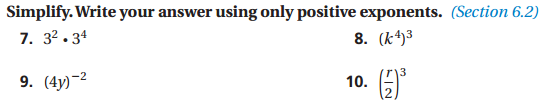 Simplify. Write your answer using only positive exponents. (Section 6.2)
7. 3² • 3⁴ 8. (k⁴)³
9. (4y)⁻² 10. (r/2)³